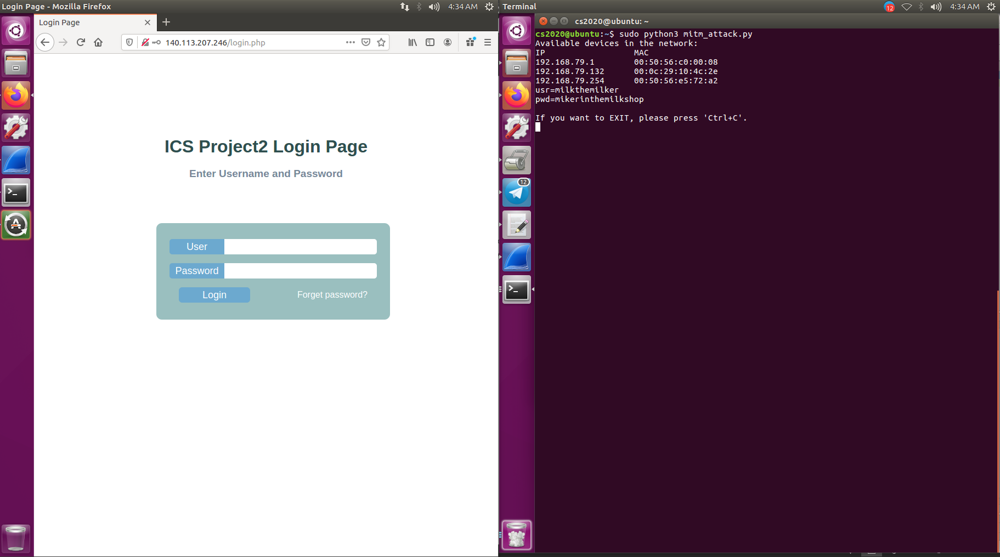 Login Page - Mozilla Firefox
4:34 AM
Login Page
140.113.207.246/login.php
ICS Project2 Login Page
Enter Username and Password
User
Password
Login
Forget password?
Terminal
12
4:34 AM
12
cs2020@ubuntu: ~
cs2020@ubuntu:~$ sudo python3 mitm_attack.py
Available devices in the network:
IP MAC
192.168.79.1 00:50:56:c0:00:08
192.168.79.132 00:0c:29:10:4c:2e
192.168.79.254 00:50:56:e5:72:a2
usr=milkthemilker
pwd=mikerinthemilkshop
If you want to EXIT, please press 'Ctrl+C'.